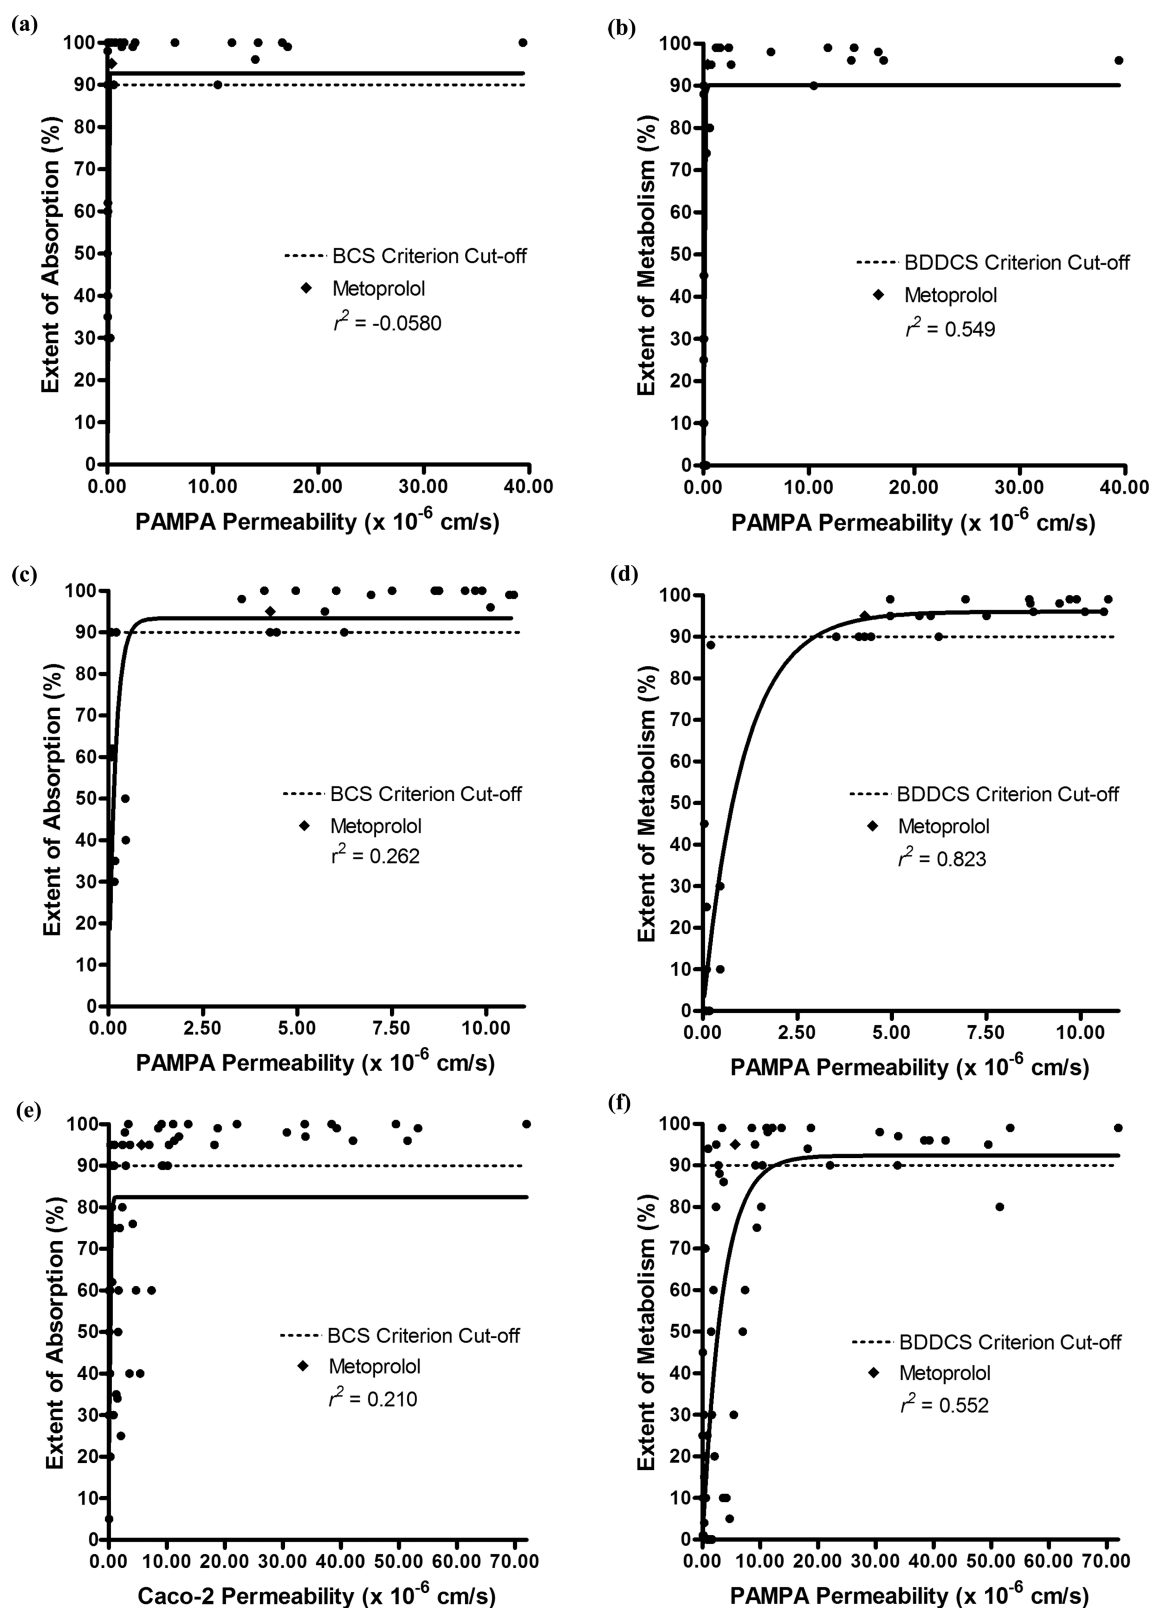 (a)
100
90
80
70
60
50
40
30
20
10
0
Extent of Absorption (%)
BCS Criterion Cut-off
Metoprolol
r² = -0.0580
0.00 10.00 20.00 30.00 40.00
PAMPA Permeability (x 10⁻⁶ cm/s)
(b)
100
90
80
70
60
50
40
30
20
10
0
Extent of Metabolism (%)
BDDCS Criterion Cut-off
Metoprolol
r² = 0.549
0.00 10.00 20.00 30.00 40.00
PAMPA Permeability (x 10⁻⁶ cm/s)
(c)
100
90
80
70
60
50
40
30
20
10
0
Extent of Absorption (%)
BCS Criterion Cut-off
Metoprolol
r² = 0.262
0.00 2.50 5.00 7.50 10.00
PAMPA Permeability (x 10⁻⁶ cm/s)
(d)
100
90
80
70
60
50
40
30
20
10
0
Extent of Metabolism (%)
BDDCS Criterion Cut-off
Metoprolol
r² = 0.823
0.00 2.50 5.00 7.50 10.00
PAMPA Permeability (x 10⁻⁶ cm/s)
(e)
100
90
80
70
60
50
40
30
20
10
0
Extent of Absorption (%)
BCS Criterion Cut-off
Metoprolol
r² = 0.210
0.00 10.00 20.00 30.00 40.00 50.00 60.00 70.00
Caco-2 Permeability (x 10⁻⁶ cm/s)
(f)
100
90
80
70
60
50
40
30
20
10
0
Extent of Metabolism (%)
BDDCS Criterion Cut-off
Metoprolol
r² = 0.552
0.00 10.00 20.00 30.00 40.00 50.00 60.00 70.00
PAMPA Permeability (x 10⁻⁶ cm/s)